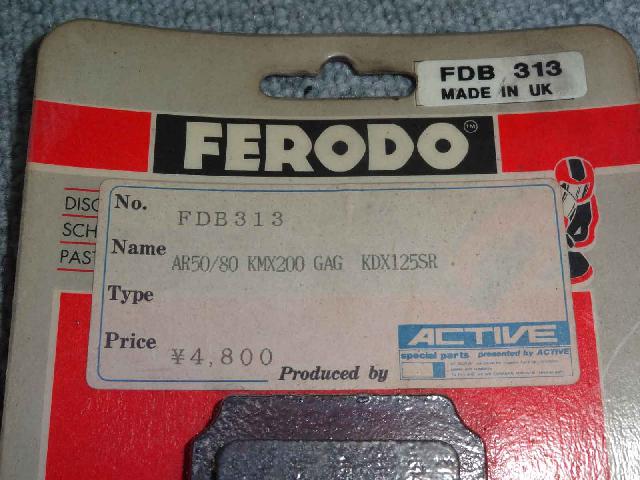 FDB 313
MADE IN UK
FERODO™
DISC
SCH
PAST
No. FDB313
Name AR50/80 KMX200 GAG KDX125SR
Type
Price ¥4,800
Produced by
ACTIVE
special parts presented by ACTIVE